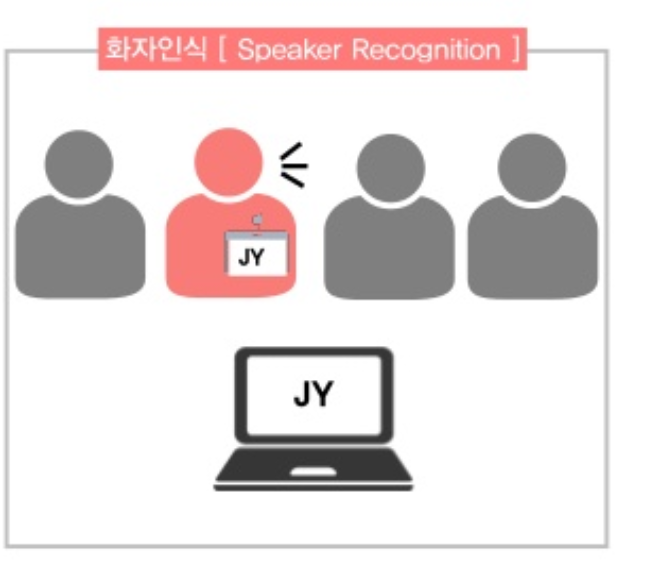 화자인식 [ Speaker Recognition ]
JY
JY